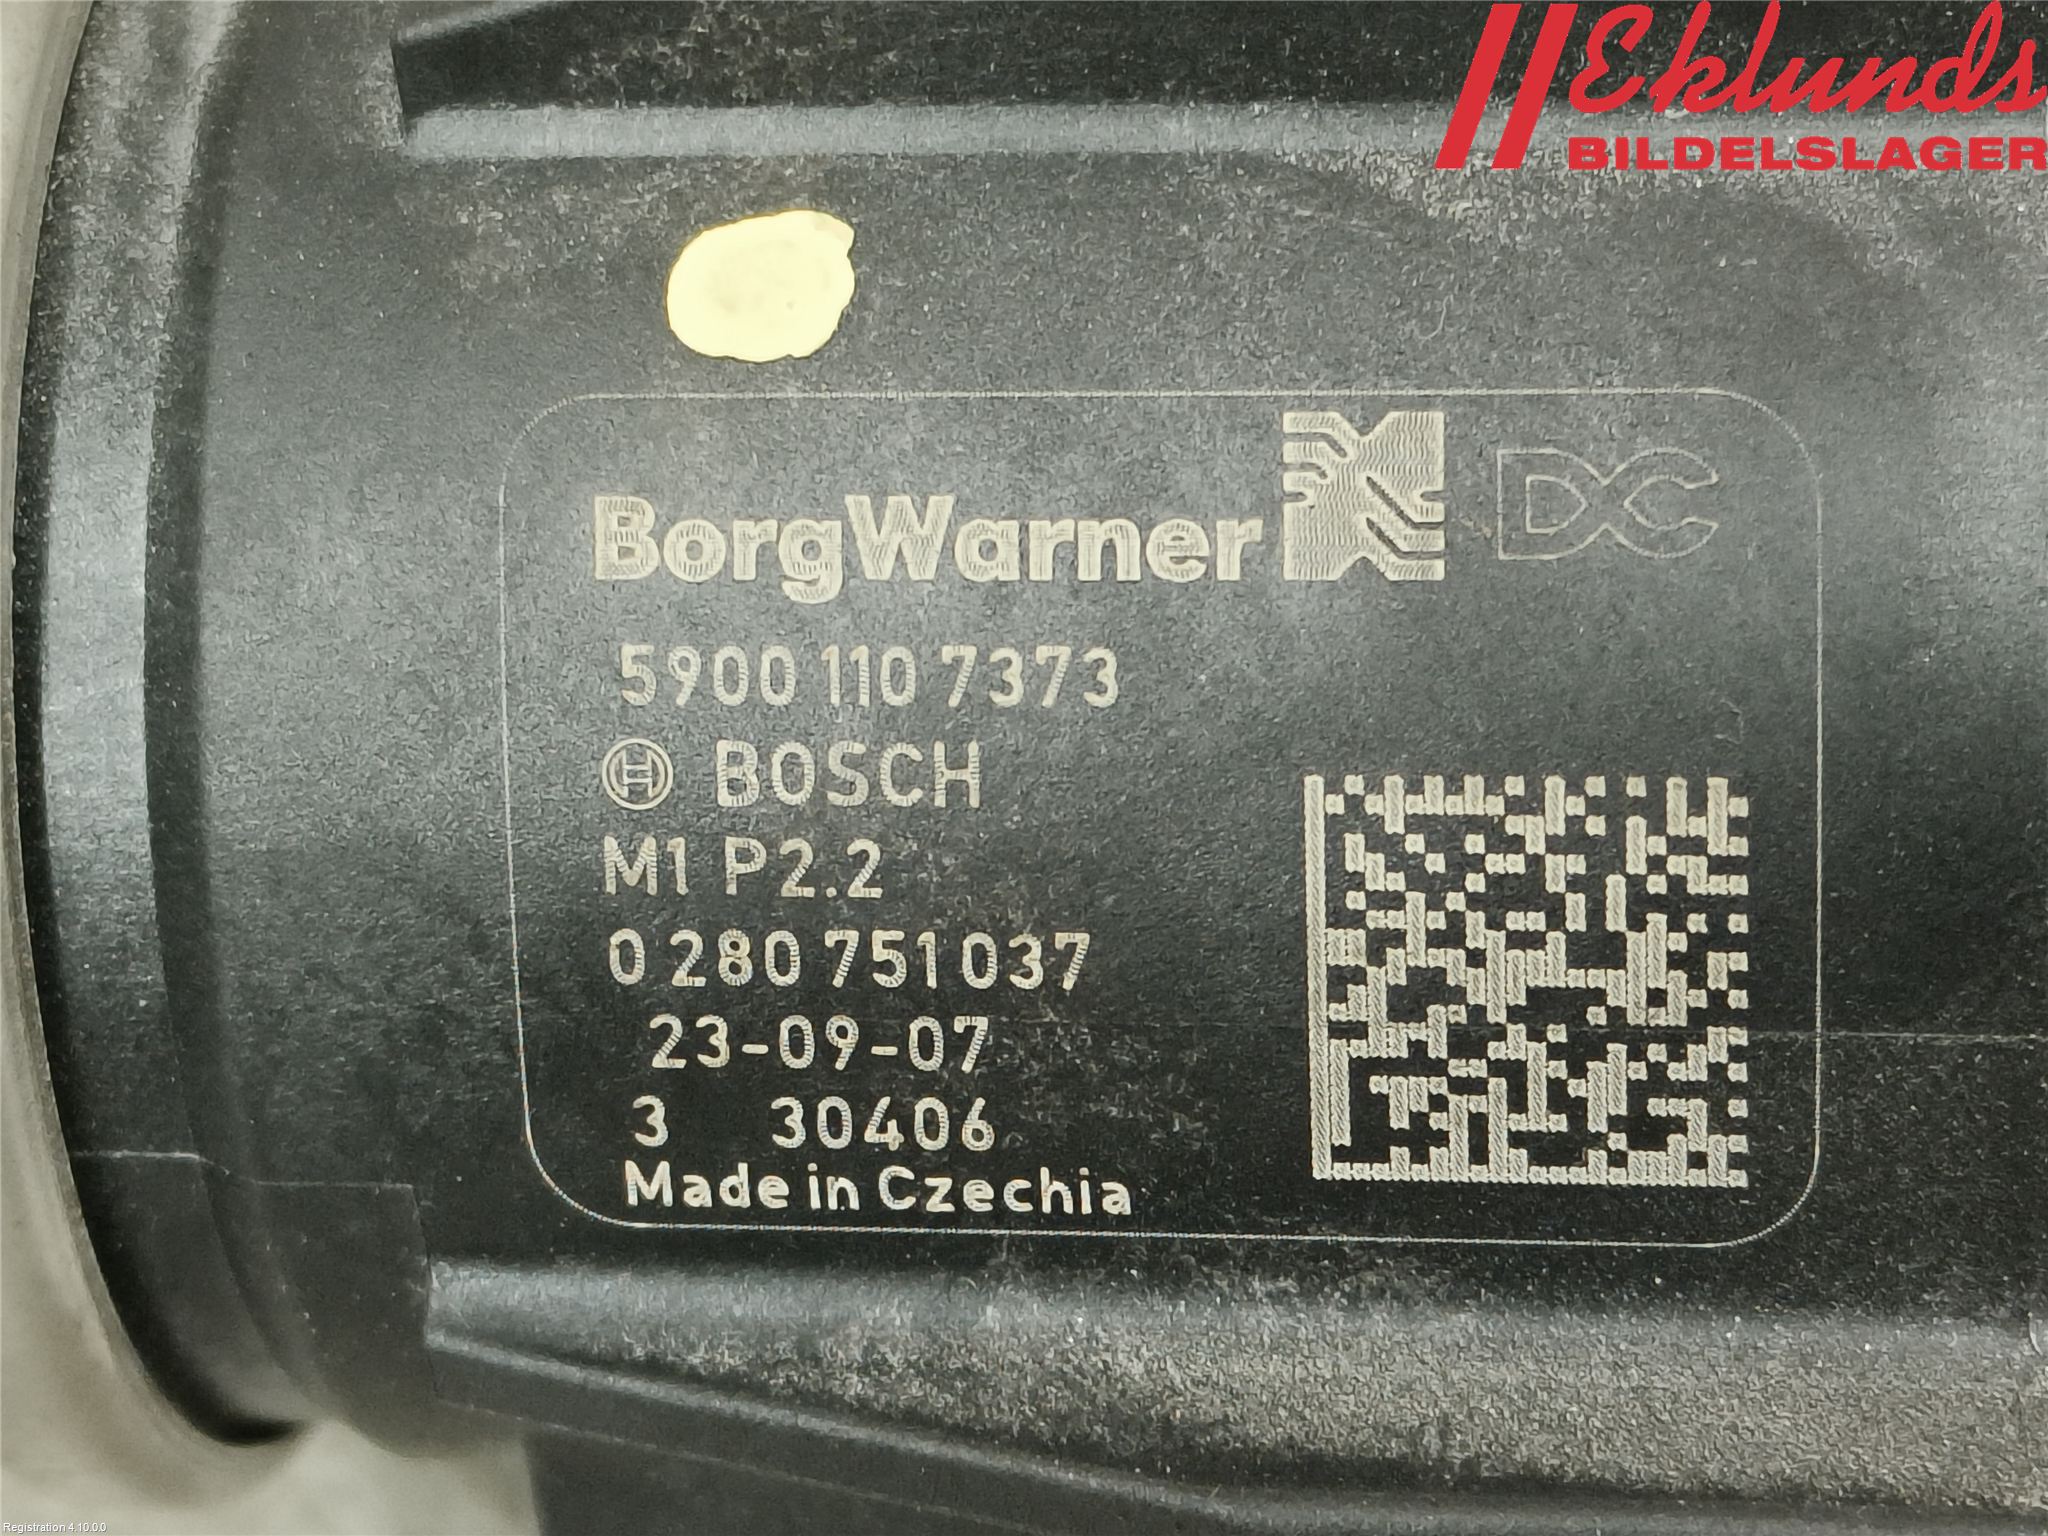 Eklunds
BILDELSLAGER
BorgWarner DC
5900 110 7373
BOSCH
M1 P2.2
0 280 751 037
23-09-07
3 30406
Made in Czechia
Registration 4.10.0.0